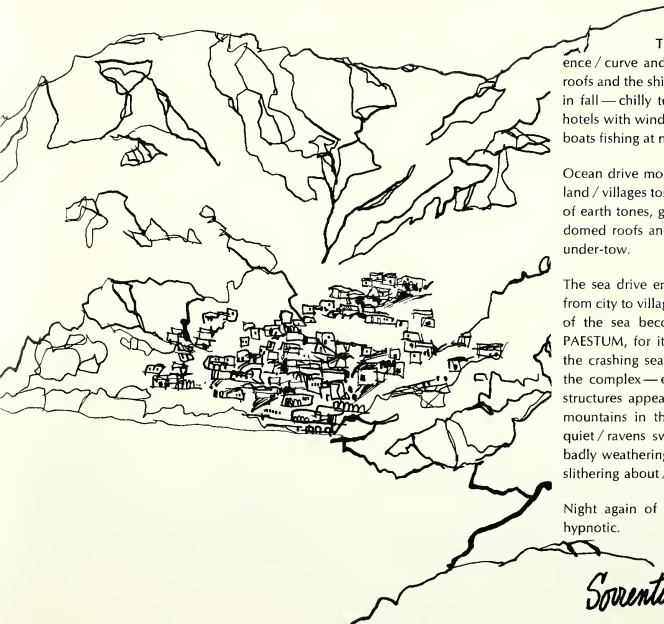 T
ence / curve and
roofs and the shi
in fall — chilly t
hotels with wind
boats fishing at n
Ocean drive mo
land / villages to
of earth tones, g
domed roofs an
under-tow.
The sea drive e
from city to villag
of the sea beco
PAESTUM, for it
the crashing sea
the complex —
structures appea
mountains in th
quiet / ravens sw
badly weathering
slithering about /
Night again of
hypnotic.
Sorrent